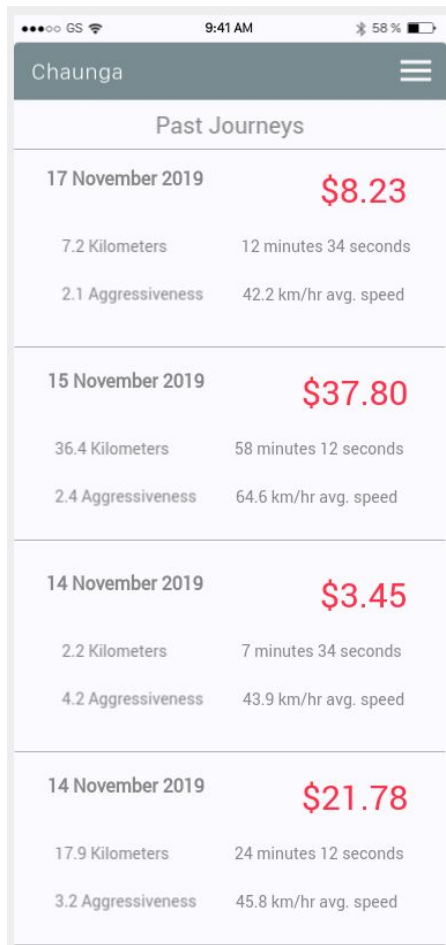 GS 9:41 AM 58 %
Chaunga
Past Journeys
17 November 2019 $8.23
7.2 Kilometers 12 minutes 34 seconds
2.1 Aggressiveness 42.2 km/hr avg. speed
15 November 2019 $37.80
36.4 Kilometers 58 minutes 12 seconds
2.4 Aggressiveness 64.6 km/hr avg. speed
14 November 2019 $3.45
2.2 Kilometers 7 minutes 34 seconds
4.2 Aggressiveness 43.9 km/hr avg. speed
14 November 2019 $21.78
17.9 Kilometers 24 minutes 12 seconds
3.2 Aggressiveness 45.8 km/hr avg. speed